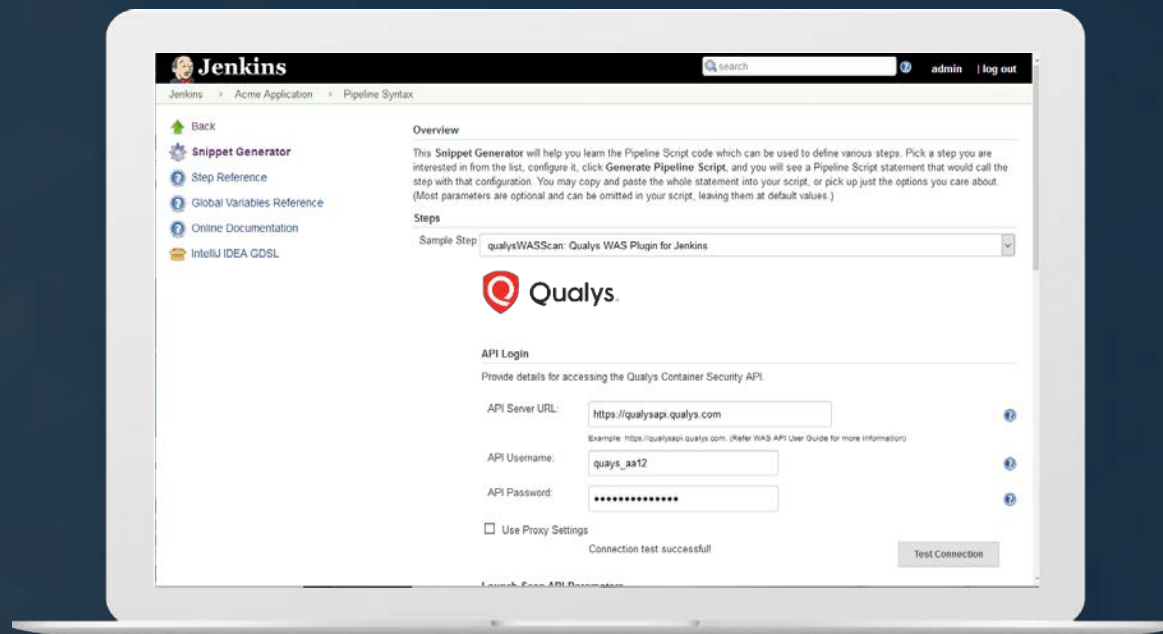 Jenkins
search
admin | log out
Jenkins › Acme Application › Pipeline Syntax
Back
Snippet Generator
Step Reference
Global Variables Reference
Online Documentation
IntelliJ IDEA GDSL
Overview
This Snippet Generator will help you learn the Pipeline Script code which can be used to define various steps. Pick a step you are
interested in from the list, configure it, click Generate Pipeline Script, and you will see a Pipeline Script statement that would call the
step with that configuration. You may copy and paste the whole statement into your script, or pick up just the options you care about.
(Most parameters are optional and can be omitted in your script, leaving them at default values.)
Steps
Sample Step qualysWASScan: Qualys WAS Plugin for Jenkins
Qualys.
API Login
Provide details for accessing the Qualys Container Security API.
API Server URL: https://qualysapi.qualys.com
Example: https://qualysapi.qualys.com. (Refer WAS API User Guide for more information)
API Username: quays_aa12
API Password: ••••••••••••••
Use Proxy Settings
Connection test successful!
Test Connection
Launch Scan API Parameters